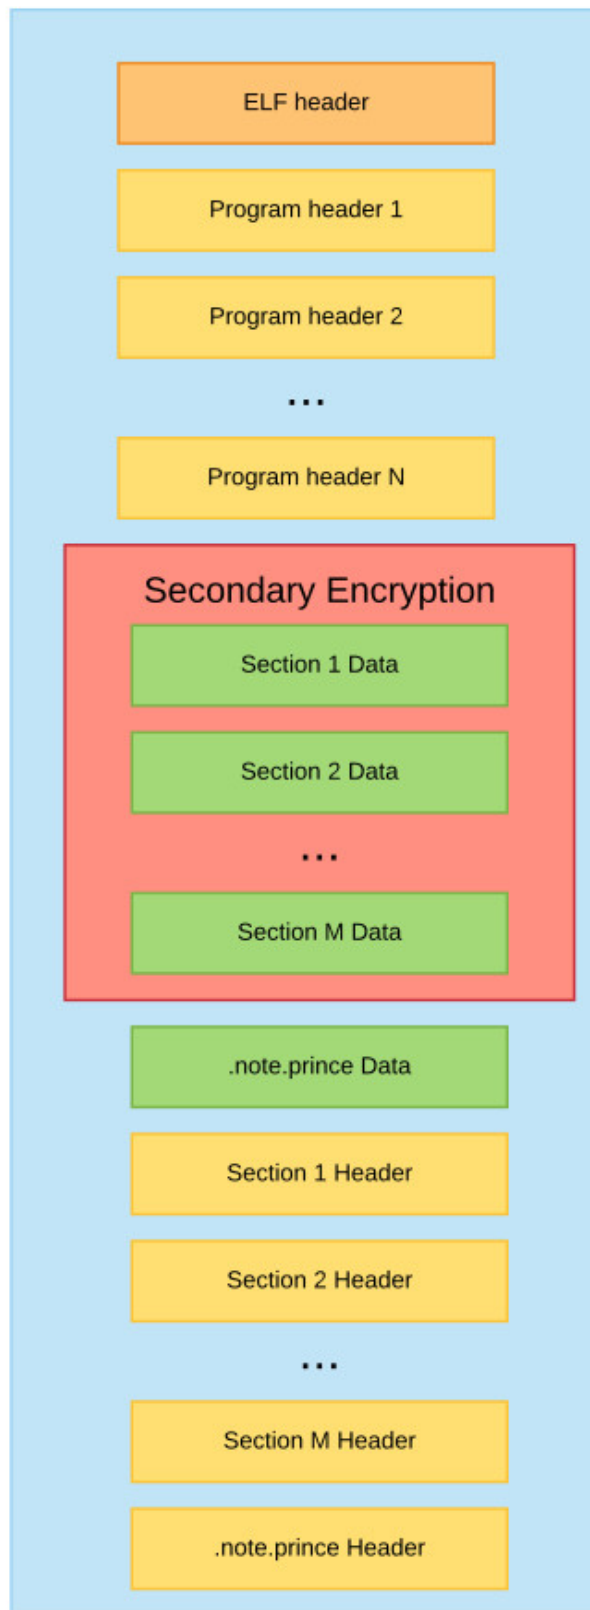 ELF header
Program header 1
Program header 2
...
Program header N
Secondary Encryption
Section 1 Data
Section 2 Data
...
Section M Data
.note.prince Data
Section 1 Header
Section 2 Header
...
Section M Header
.note.prince Header